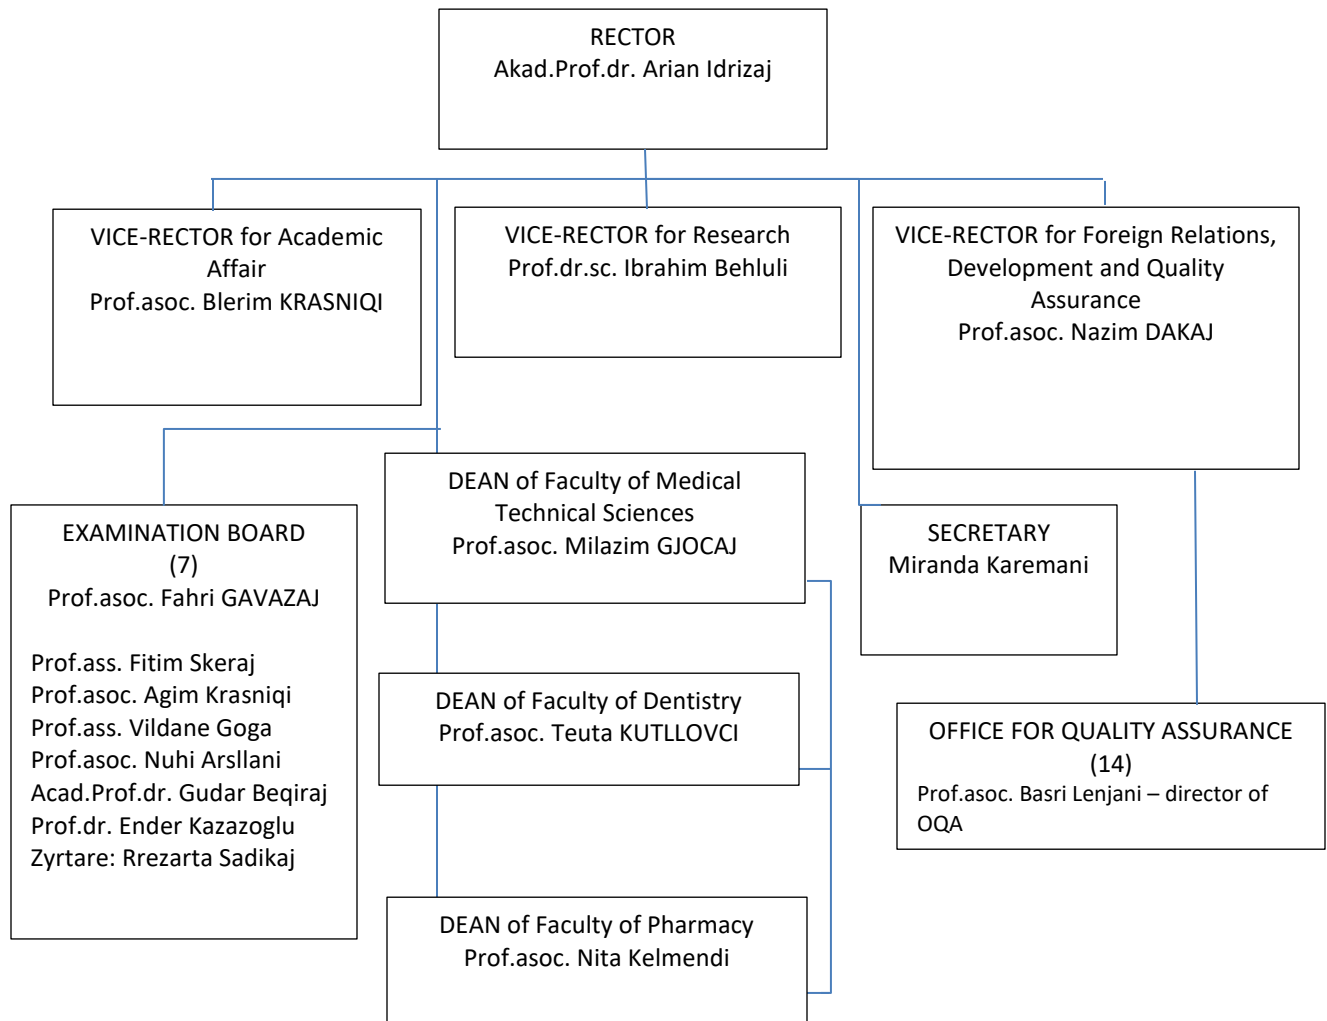 RECTOR
Akad.Prof.dr. Arian Idrizaj
VICE-RECTOR for Academic
Affair
Prof.asoc. Blerim KRASNIQI
VICE-RECTOR for Research
Prof.dr.sc. Ibrahim Behluli
VICE-RECTOR for Foreign Relations,
Development and Quality
Assurance
Prof.asoc. Nazim DAKAJ
EXAMINATION BOARD
(7)
Prof.asoc. Fahri GAVAZAJ
Prof.ass. Fitim Skeraj
Prof.asoc. Agim Krasniqi
Prof.ass. Vildane Goga
Prof.asoc. Nuhi Arsllani
Acad.Prof.dr. Gudar Beqiraj
Prof.dr. Ender Kazazoglu
Zyrtare: Rrezarta Sadikaj
DEAN of Faculty of Medical
Technical Sciences
Prof.asoc. Milazim GJOCAJ
DEAN of Faculty of Dentistry
Prof.asoc. Teuta KUTLLOVCI
DEAN of Faculty of Pharmacy
Prof.asoc. Nita Kelmendi
SECRETARY
Miranda Karemani
OFFICE FOR QUALITY ASSURANCE
(14)
Prof.asoc. Basri Lenjani – director of
OQA